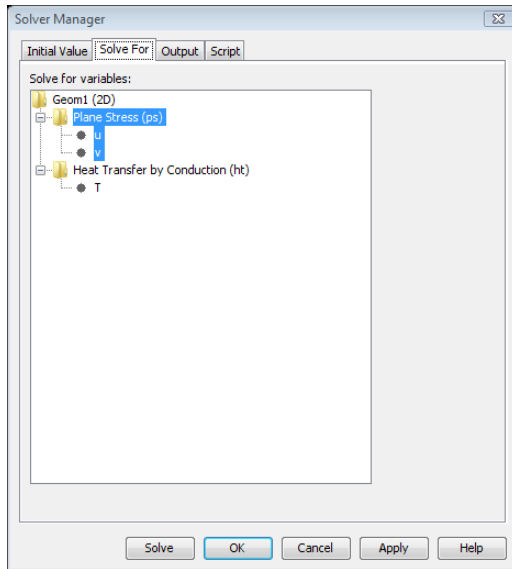 Solver Manager
Initial Value Solve For Output Script
Solve for variables:
Geom1 (2D)
Plane Stress (ps)
u
v
Heat Transfer by Conduction (ht)
T
Solve OK Cancel Apply Help